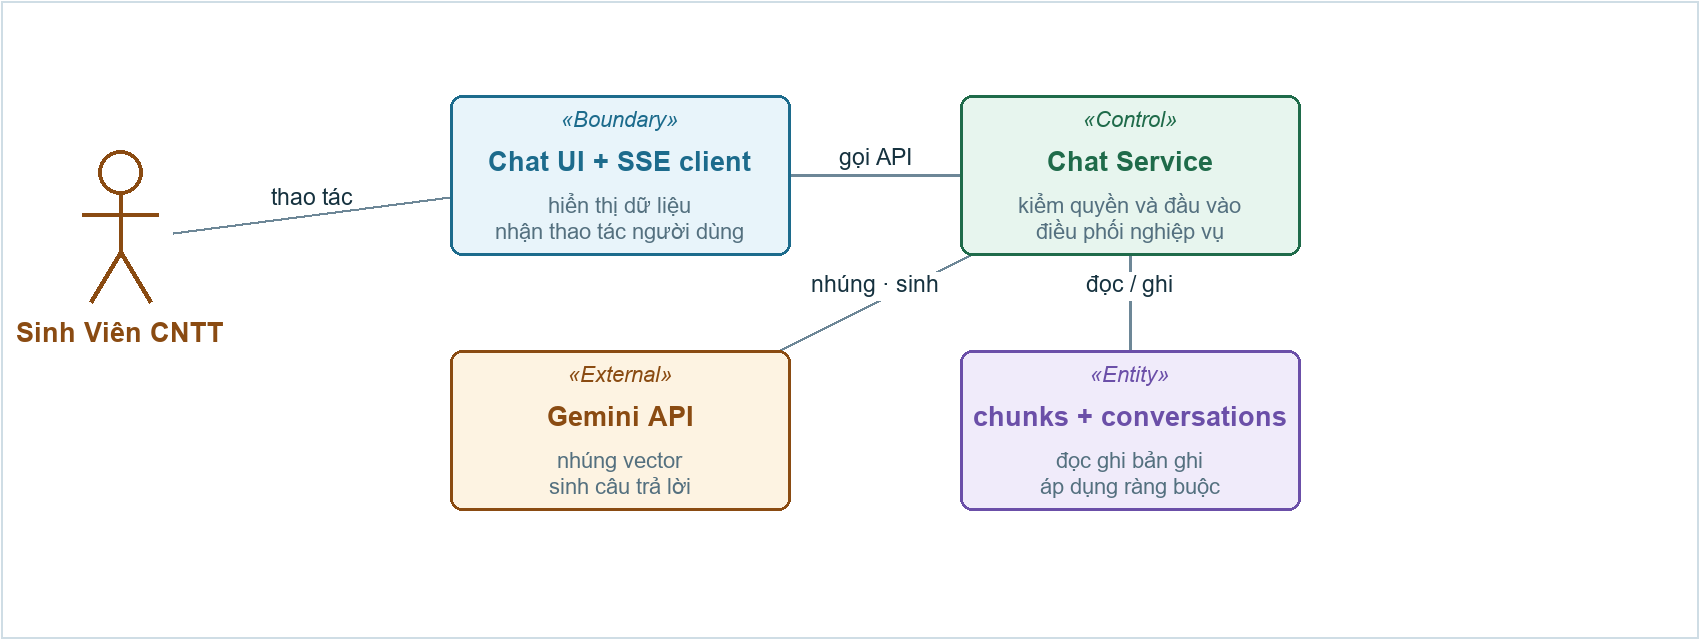 «Boundary»
Chat UI + SSE client
hiển thị dữ liệu
nhận thao tác người dùng
«Control»
Chat Service
kiểm quyền và đầu vào
điều phối nghiệp vụ
gọi API
thao tác
Sinh Viên CNTT
nhúng · sinh
đọc / ghi
«External»
Gemini API
nhúng vector
sinh câu trả lời
«Entity»
chunks + conversations
đọc ghi bản ghi
áp dụng ràng buộc